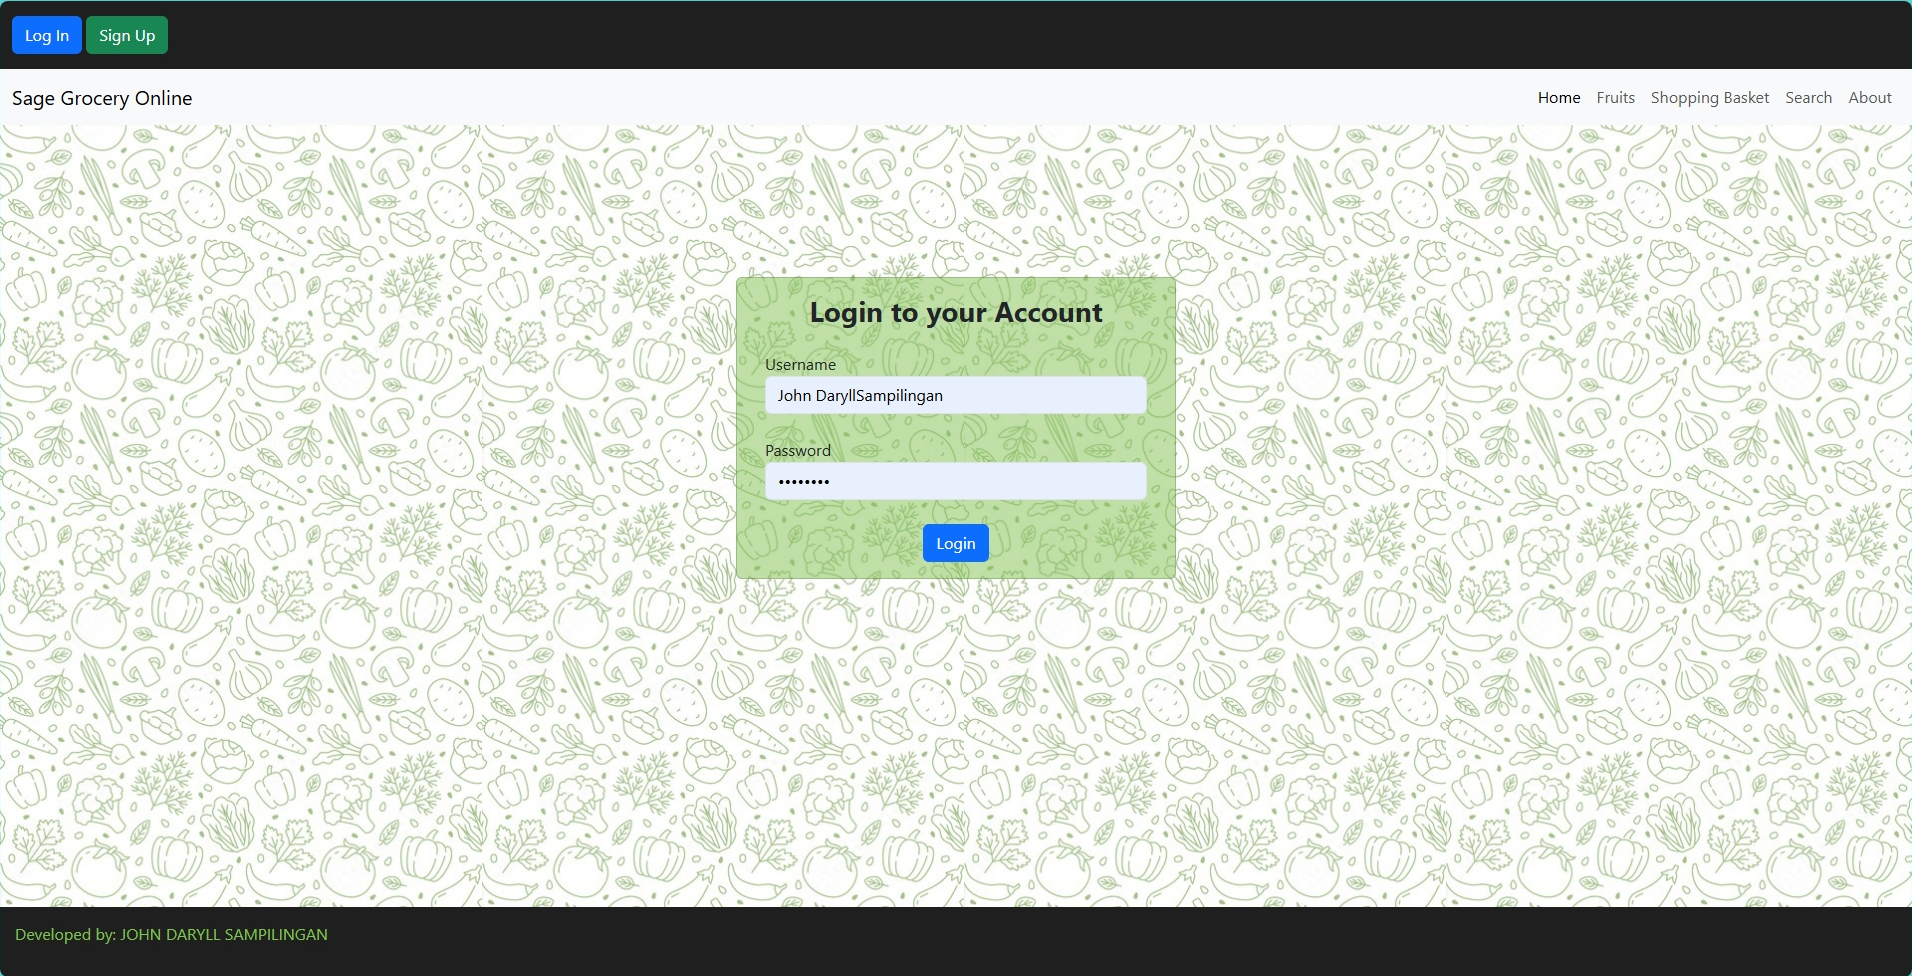 Log In Sign Up
Sage Grocery Online Home Fruits Shopping Basket Search About
Login to your Account
Username
John DaryllSampilingan
Password
••••••••
Login
Developed by: JOHN DARYLL SAMPILINGAN